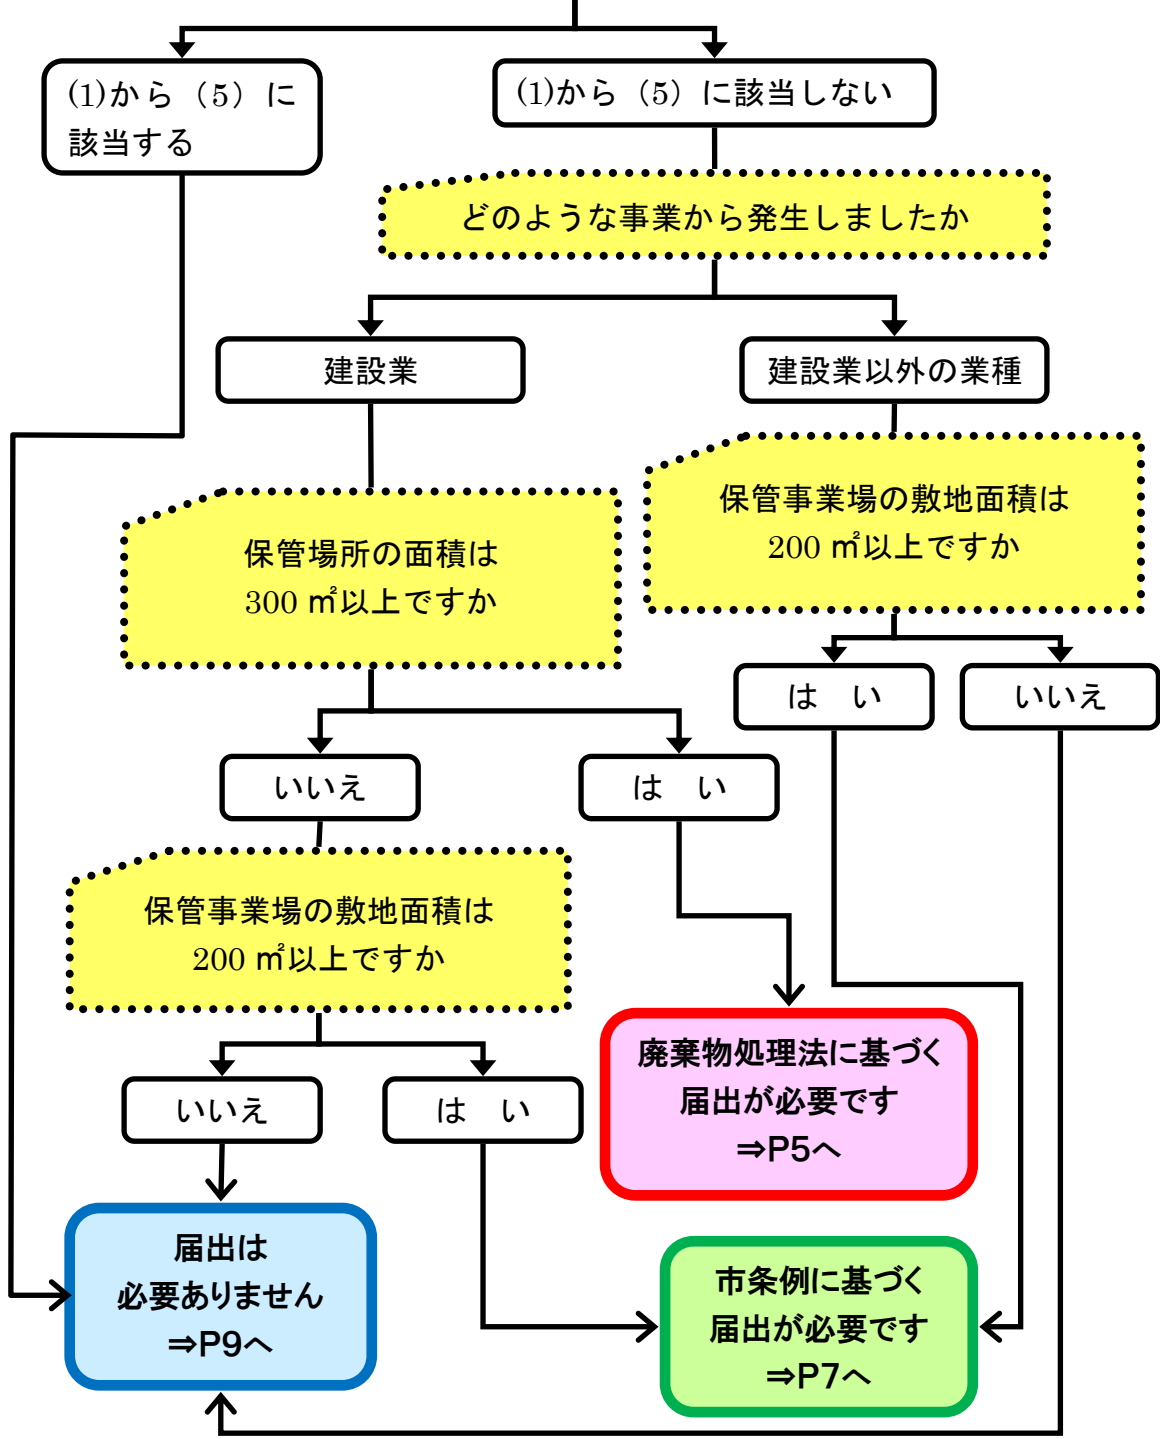 (1)から（5）に
該当する
(1)から（5）に該当しない
どのような事業から発生しましたか
建設業
建設業以外の業種
保管事業場の敷地面積は
200 ㎡以上ですか
保管場所の面積は
300 ㎡以上ですか
は　い
いいえ
いいえ
は　い
保管事業場の敷地面積は
200 ㎡以上ですか
廃棄物処理法に基づく
届出が必要です
⇒P5へ
いいえ
は　い
届出は
必要ありません
⇒P9へ
市条例に基づく
届出が必要です
⇒P7へ